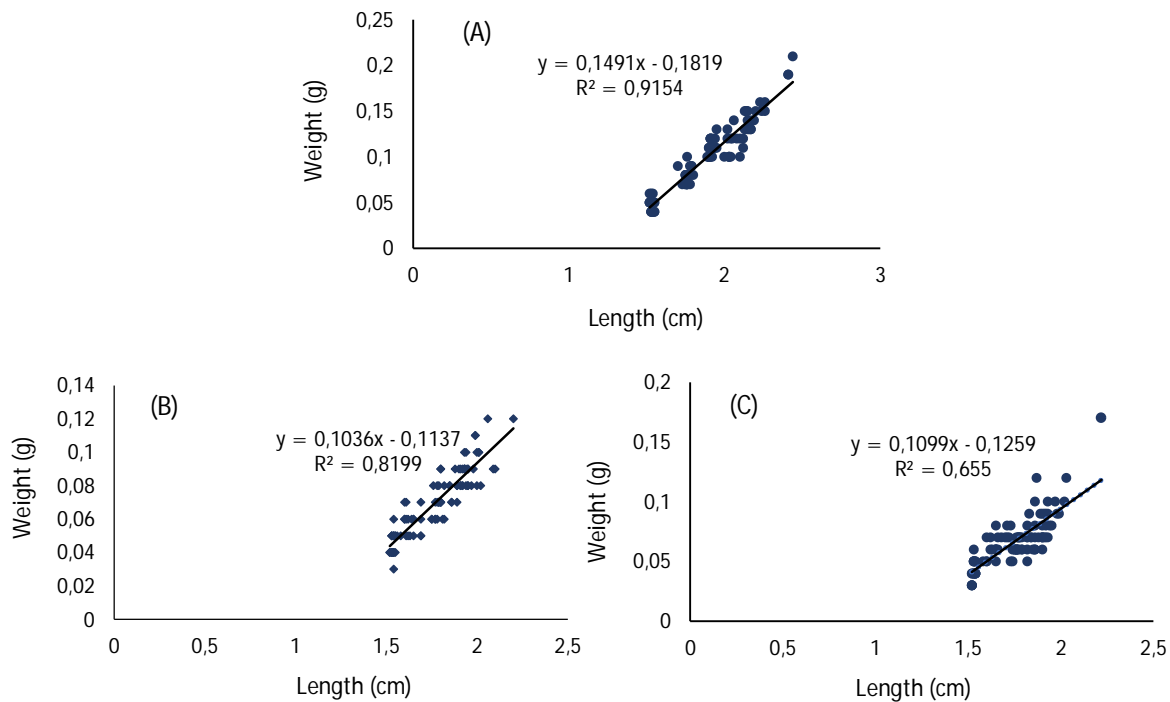 (A)
y = 0,1491x - 0,1819
R² = 0,9154
Weight (g)
0,25
0,2
0,15
0,1
0,05
0
0 1 2 3
Length (cm)
(B)
y = 0,1036x - 0,1137
R² = 0,8199
Weight (g)
0,14
0,12
0,1
0,08
0,06
0,04
0,02
0
0 0,5 1 1,5 2 2,5
Length (cm)
(C)
y = 0,1099x - 0,1259
R² = 0,655
Weight (g)
0,2
0,15
0,1
0,05
0
0 0,5 1 1,5 2 2,5
Length (cm)